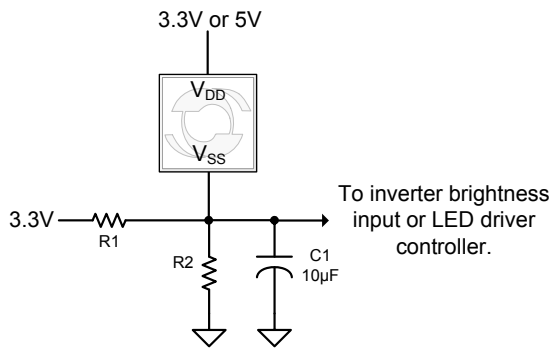 3.3V or 5V
VDD
VSS
3.3V
R1
R2
C1
10µF
To inverter brightness
input or LED driver
controller.